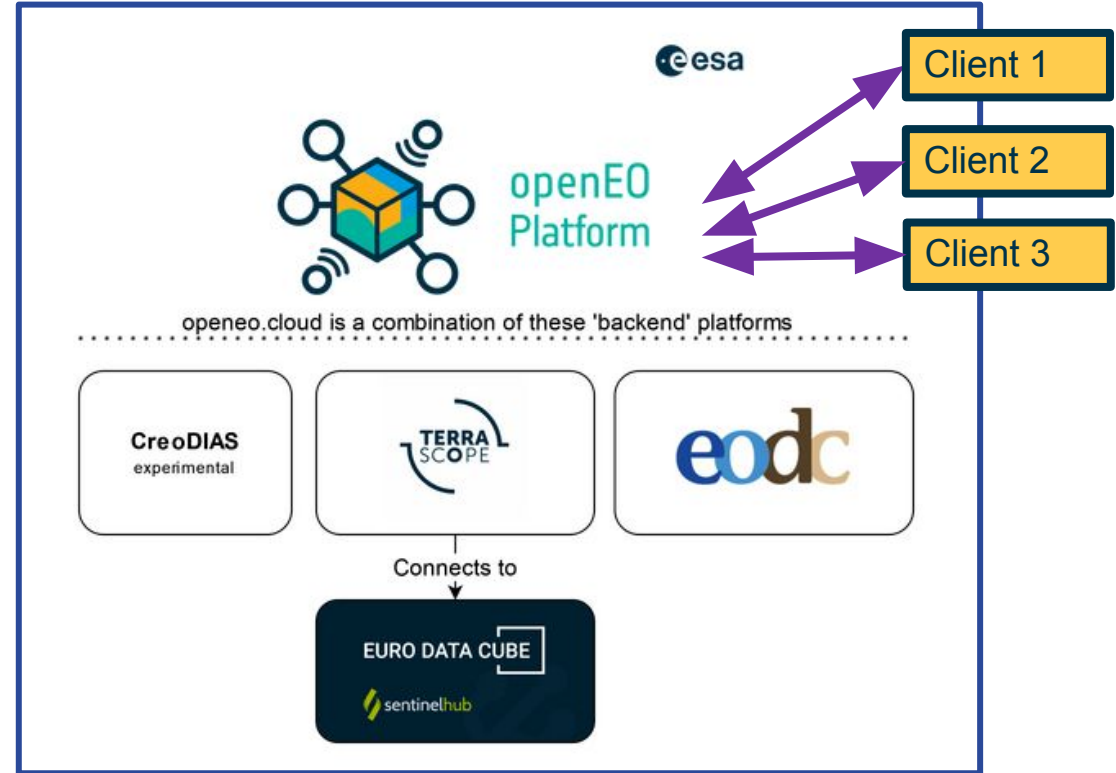 esa
Client 1
Client 2
Client 3
openEO
Platform
openeo.cloud is a combination of these 'backend' platforms
CreoDIAS
experimental
TERRA
SCOPE
eodc
Connects to
EURO DATA CUBE
sentinelhub